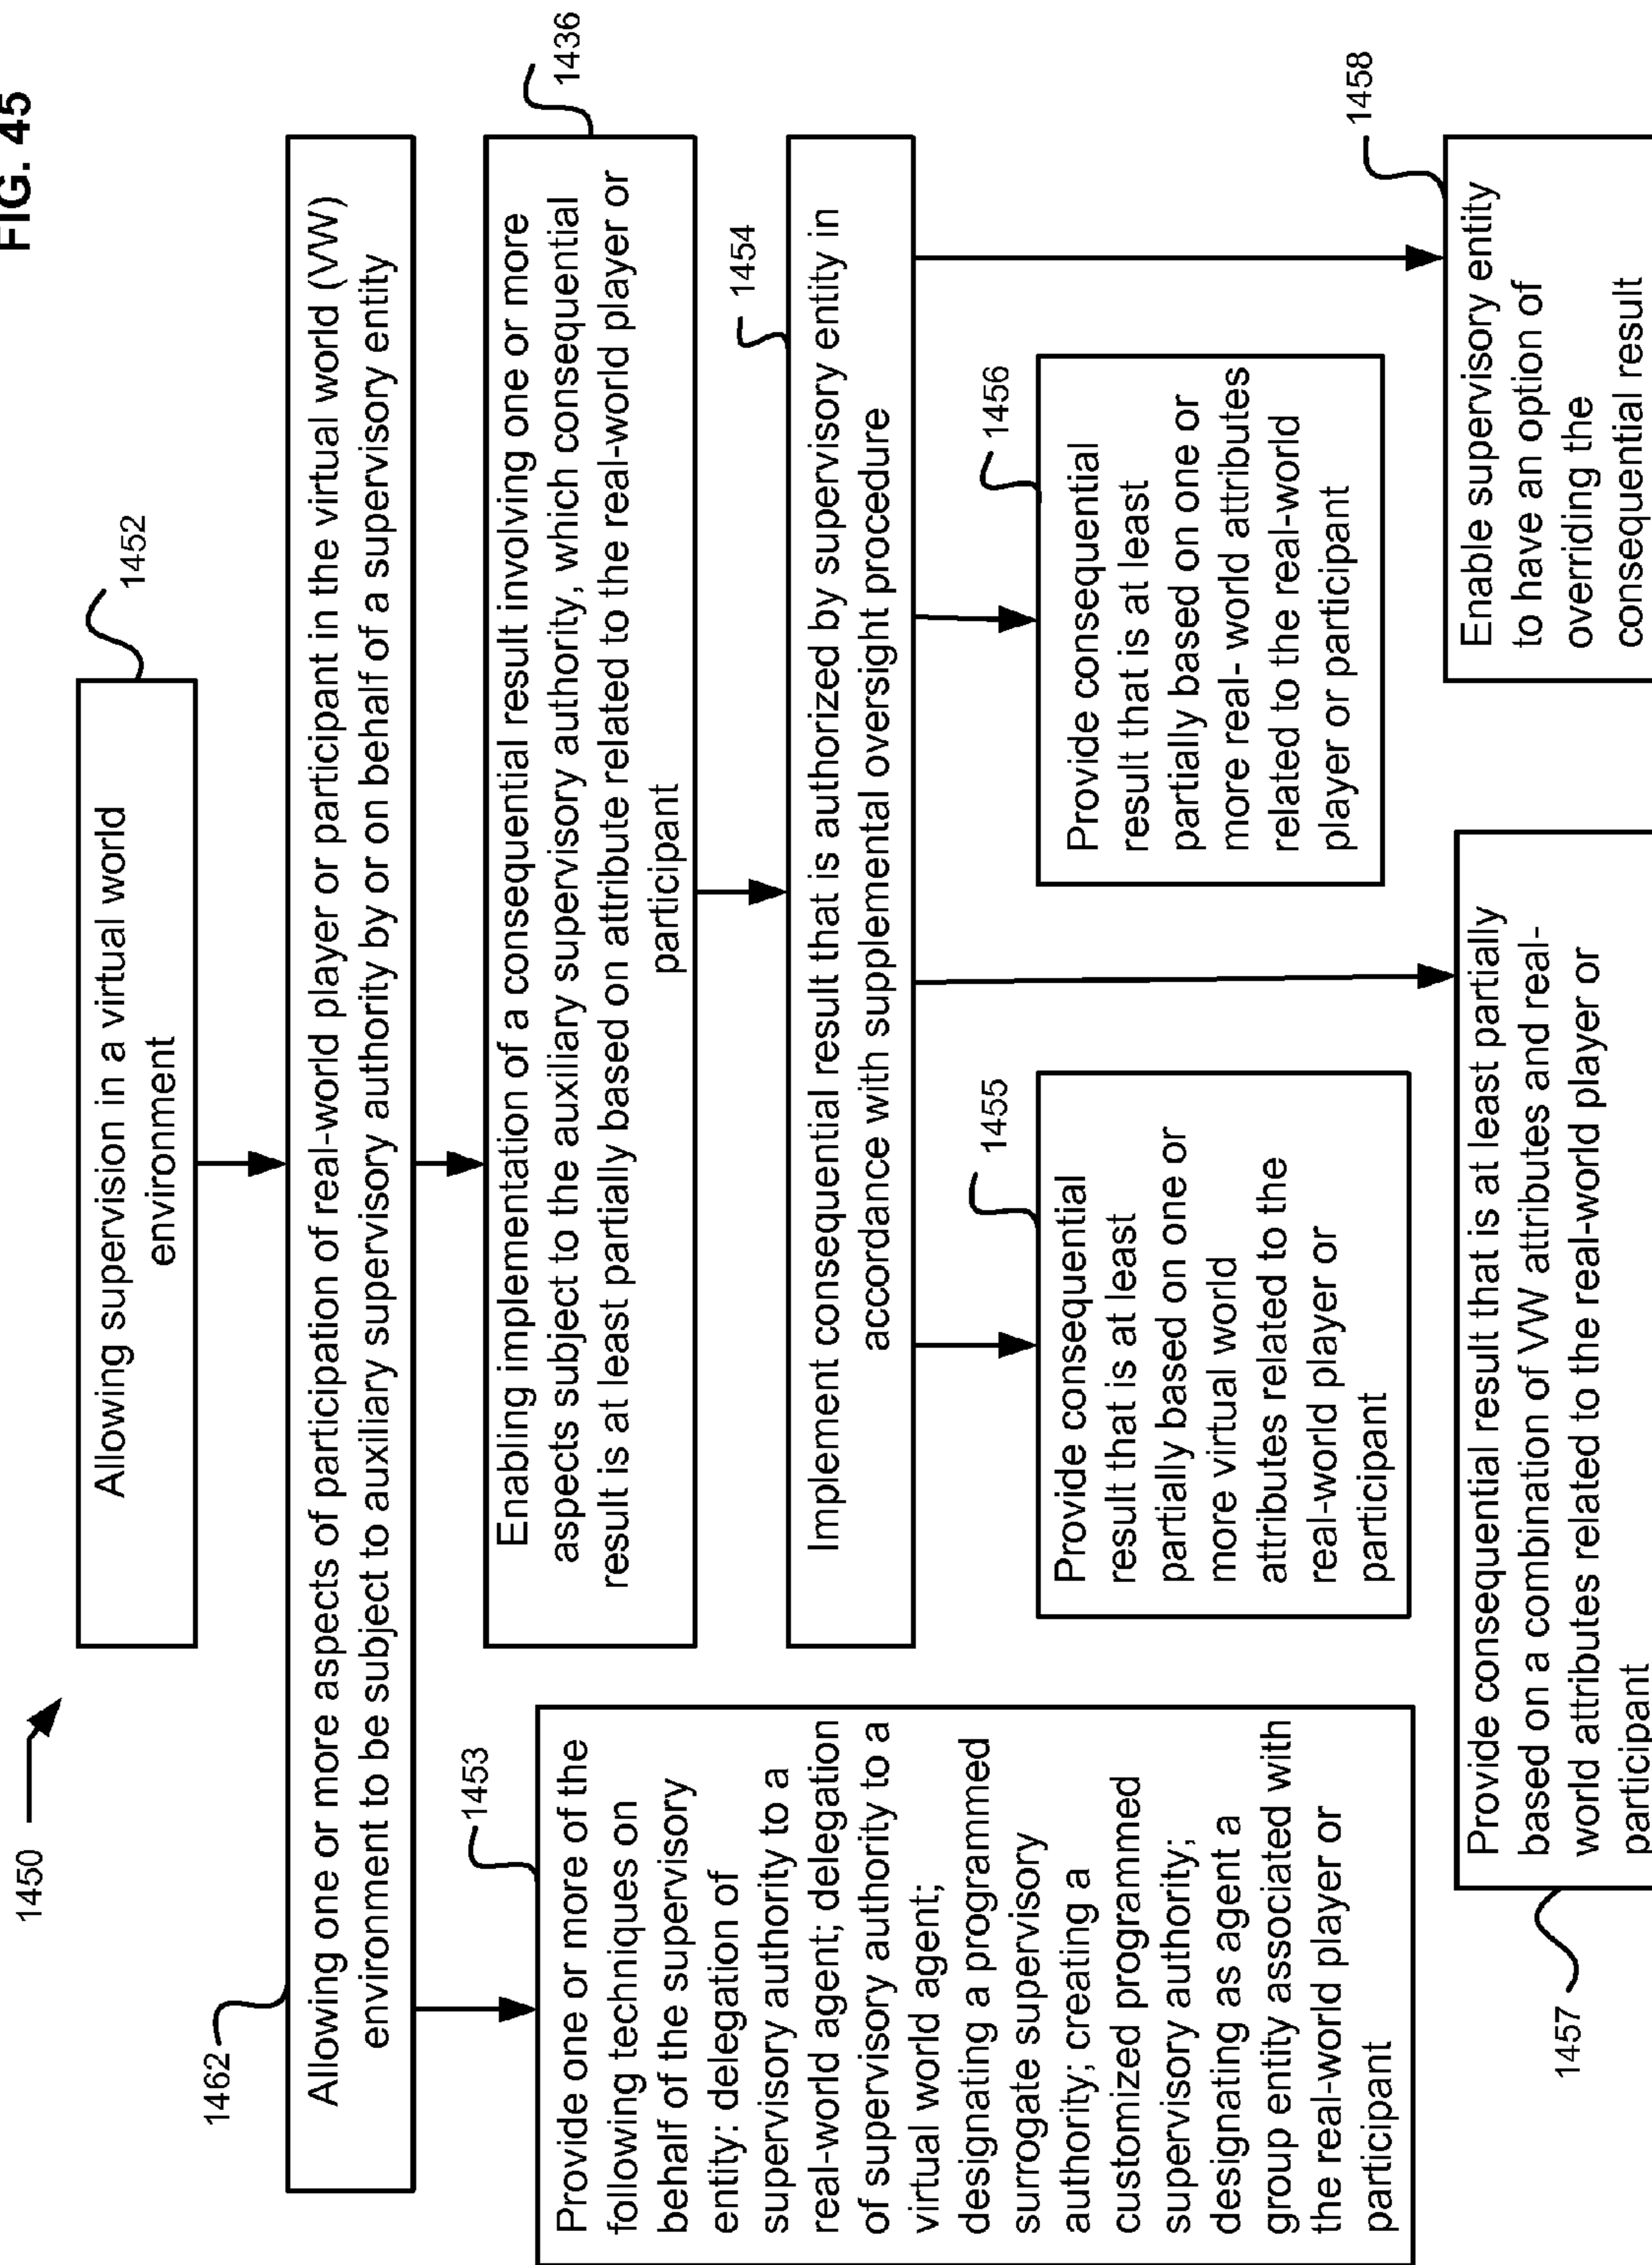 FIG. 45
1450
1452
Allowing supervision in a virtual world
environment
1462
Allowing one or more aspects of participation of real-world player or participant in the virtual world (VW)
environment to be subject to auxiliary supervisory authority by or on behalf of a supervisory entity
1436
Enabling implementation of a consequential result involving one or more
aspects subject to the auxiliary supervisory authority, which consequential
result is at least partially based on attribute related to the real-world player or
participant
1453
Provide one or more of the
following techniques on
behalf of the supervisory
entity: delegation of
supervisory authority to a
real-world agent; delegation
of supervisory authority to a
virtual world agent;
designating a programmed
surrogate supervisory
authority; creating a
customized programmed
supervisory authority;
designating as agent a
group entity associated with
the real-world player or
participant
1454
Implement consequential result that is authorized by supervisory entity in
accordance with supplemental oversight procedure
1455
Provide consequential
result that is at least
partially based on one or
more virtual world
attributes related to the
real-world player or
participant
1456
Provide consequential
result that is at least
partially based on one or
more real- world attributes
related to the real-world
player or participant
1457
Provide consequential result that is at least partially
based on a combination of VW attributes and real-
world attributes related to the real-world player or
participant
1458
Enable supervisory entity
to have an option of
overriding the
consequential result